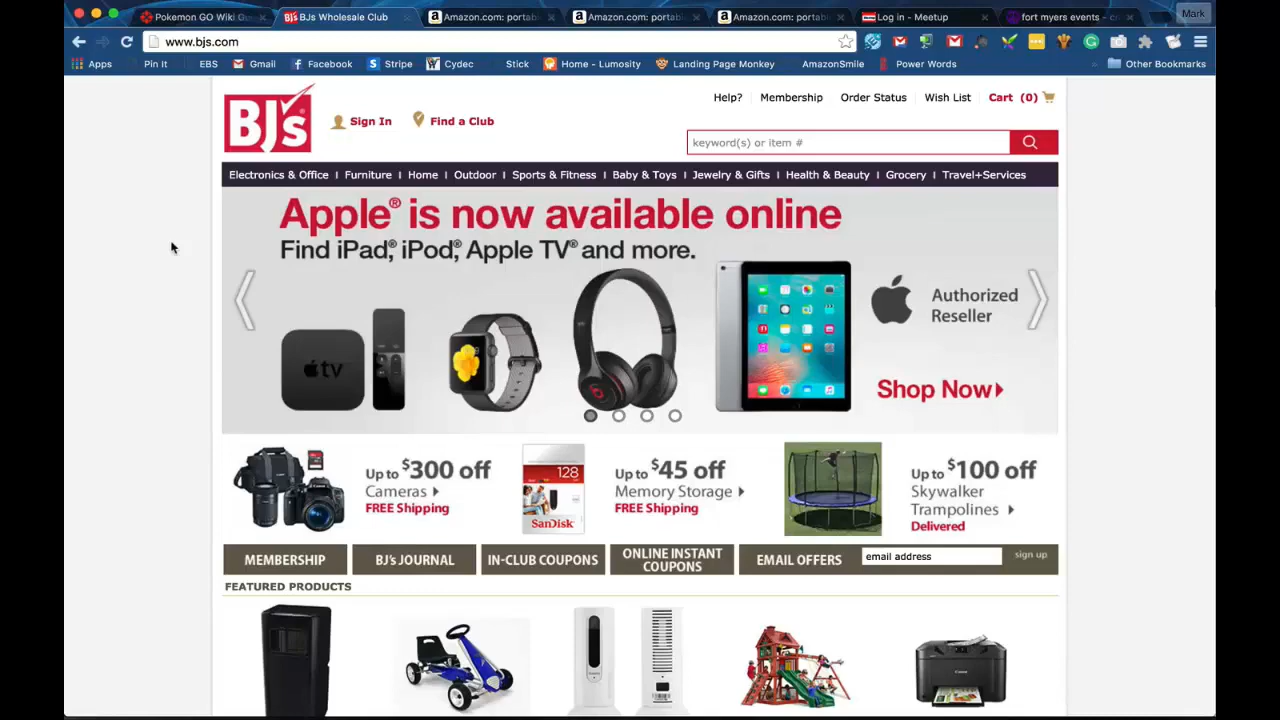 Pokemon GO Wiki Gu
BJs Wholesale Club
Amazon.com: portab
Amazon.com: portab
Amazon.com: portab
Log in - Meetup
fort myers events - c
Mark
www.bjs.com
Apps
Pin It
EBS
Gmail
Facebook
Stripe
Cydec
Stick
Home - Lumosity
Landing Page Monkey
AmazonSmile
Power Words
Other Bookmarks
BJ's
Sign In
Find a Club
Help?
Membership
Order Status
Wish List
Cart (0)
keyword(s) or item #
Electronics & Office
Furniture
Home
Outdoor
Sports & Fitness
Baby & Toys
Jewelry & Gifts
Health & Beauty
Grocery
Travel+Services
Apple® is now available online
Find iPad,® iPod,® Apple TV® and more.
tv
Authorized
Reseller
Shop Now
Up to $300 off
Cameras
FREE Shipping
128
SanDisk
Up to $45 off
Memory Storage
FREE Shipping
Up to $100 off
Skywalker
Trampolines
Delivered
MEMBERSHIP
BJ's JOURNAL
IN-CLUB COUPONS
ONLINE INSTANT
COUPONS
EMAIL OFFERS
email address
sign up
FEATURED PRODUCTS
Canon